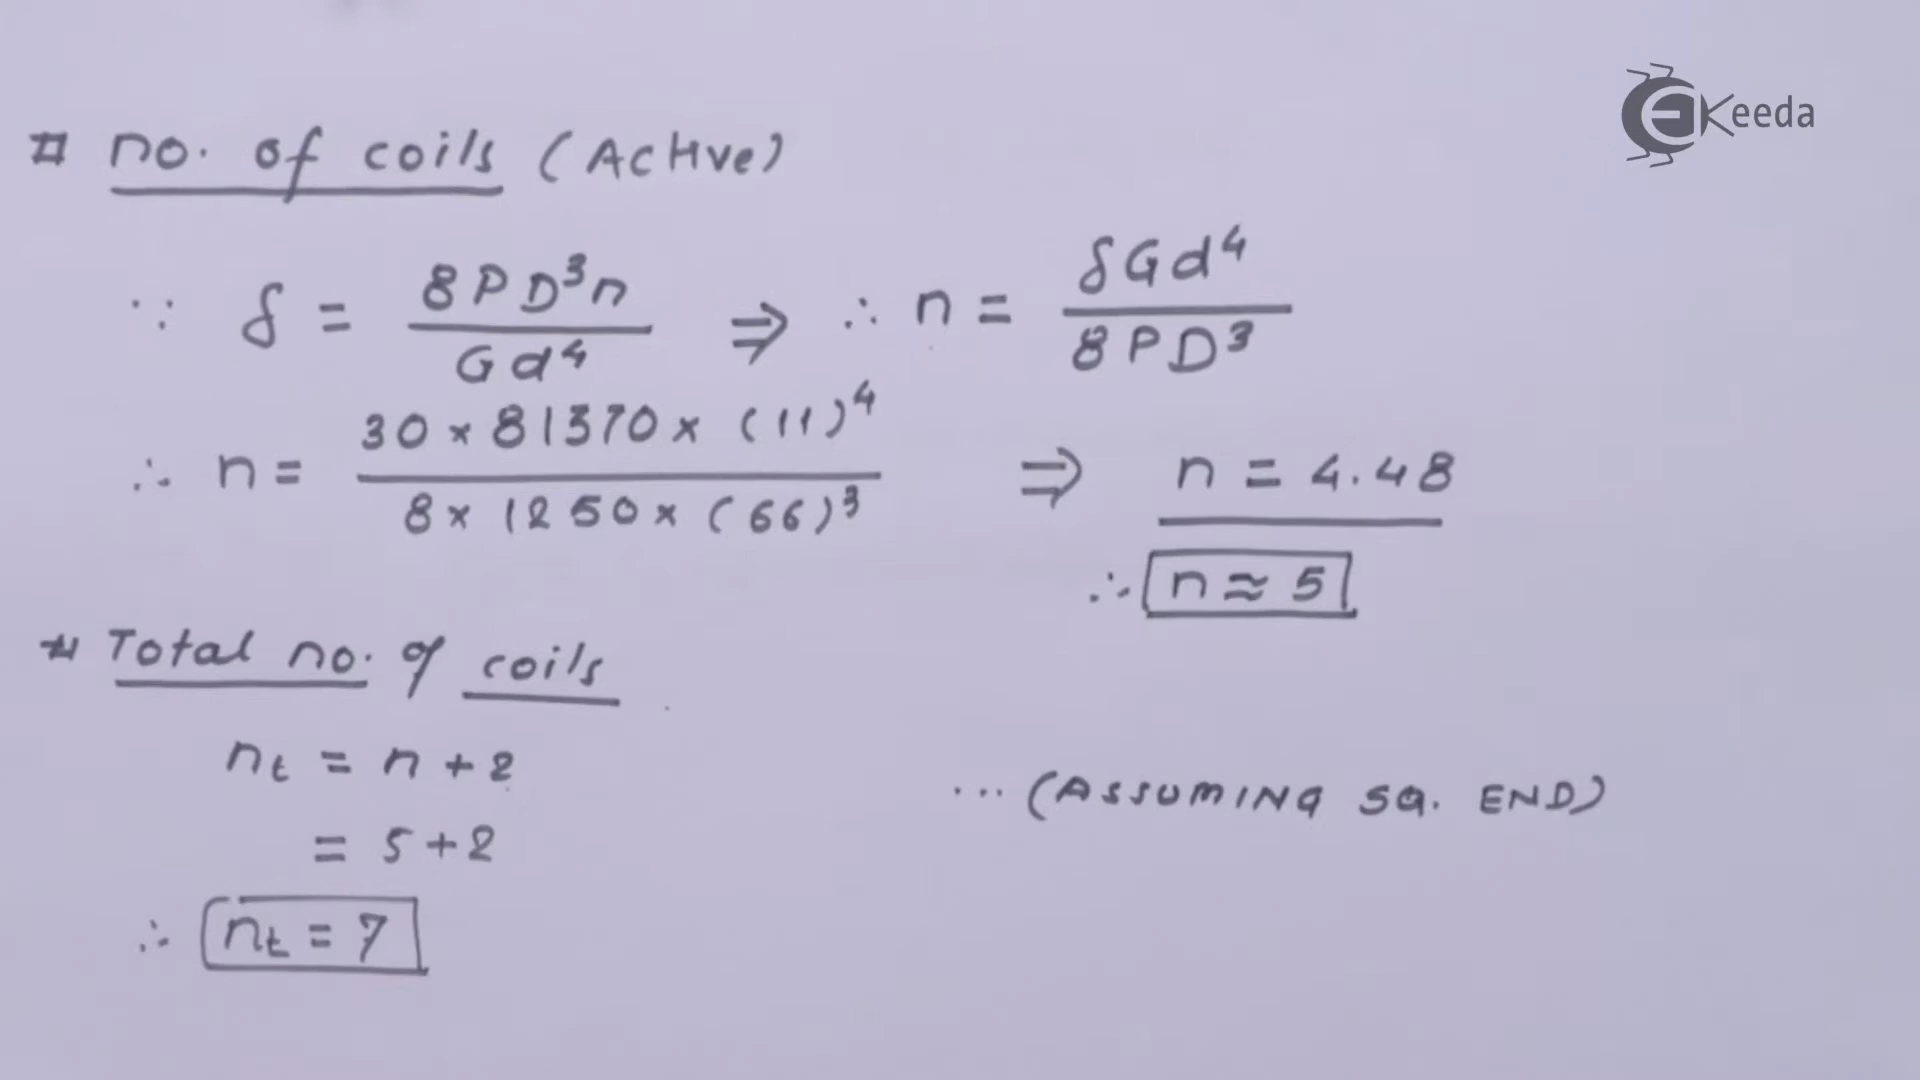 EKeeda
# no. of coils (Active)
∵ δ = 8PD³n / Gd⁴ ⇒ ∴ n = δGd⁴ / 8PD³
∴ n = 30 × 81370 × (11)⁴ / 8 × 1250 × (66)³ ⇒ n = 4.48
∴ n ≈ 5
# Total no. of coils
nt = n + 2 ... (ASSUMING SQ. END)
= 5 + 2
∴ nt = 7